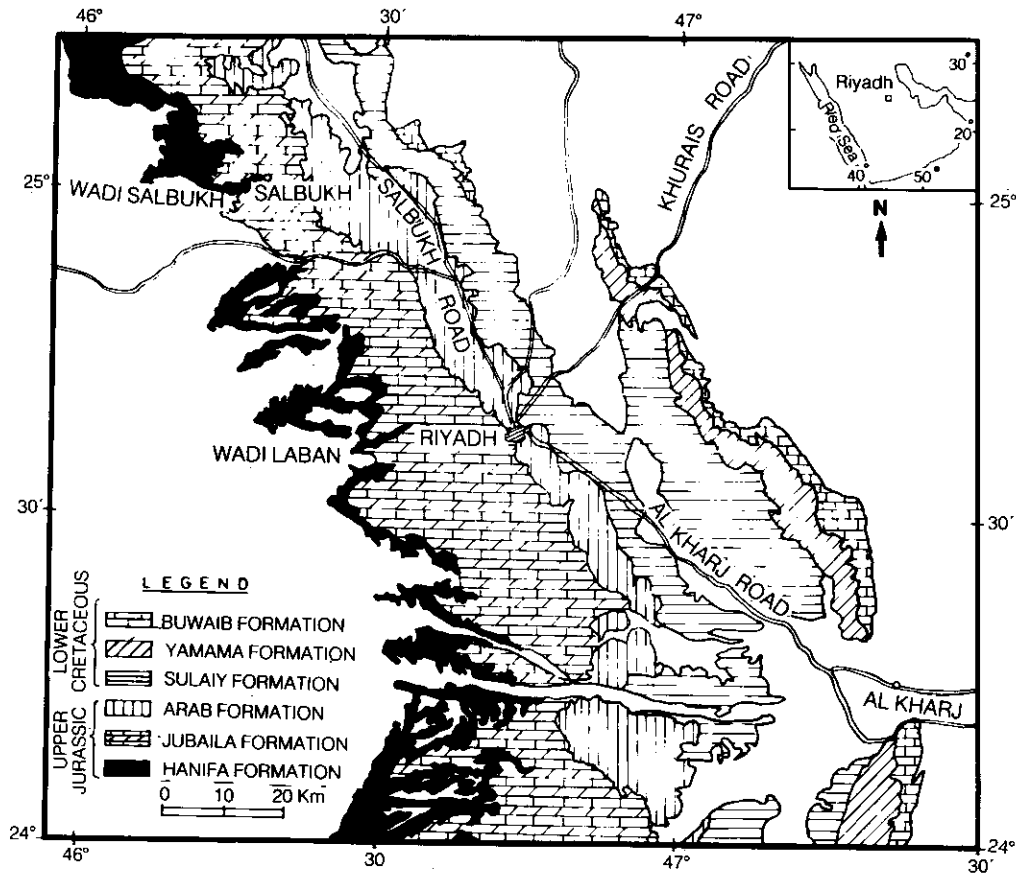 46° 30′ 47°
Riyadh
Red Sea
30°
20°
40° 50°
N
25° 25°
WADI SALBUKH SALBUKH
SALBUKH ROAD
KHURAIS ROAD
RIYADH
WADI LABAN
30′ 30′
AL KHARJ ROAD
AL KHARJ
LEGEND
LOWER CRETACEOUS
BUWAIB FORMATION
YAMAMA FORMATION
SULAIY FORMATION
UPPER JURASSIC
ARAB FORMATION
JUBAILA FORMATION
HANIFA FORMATION
0 10 20 Km
24° 24°
46° 30′ 47° 30′